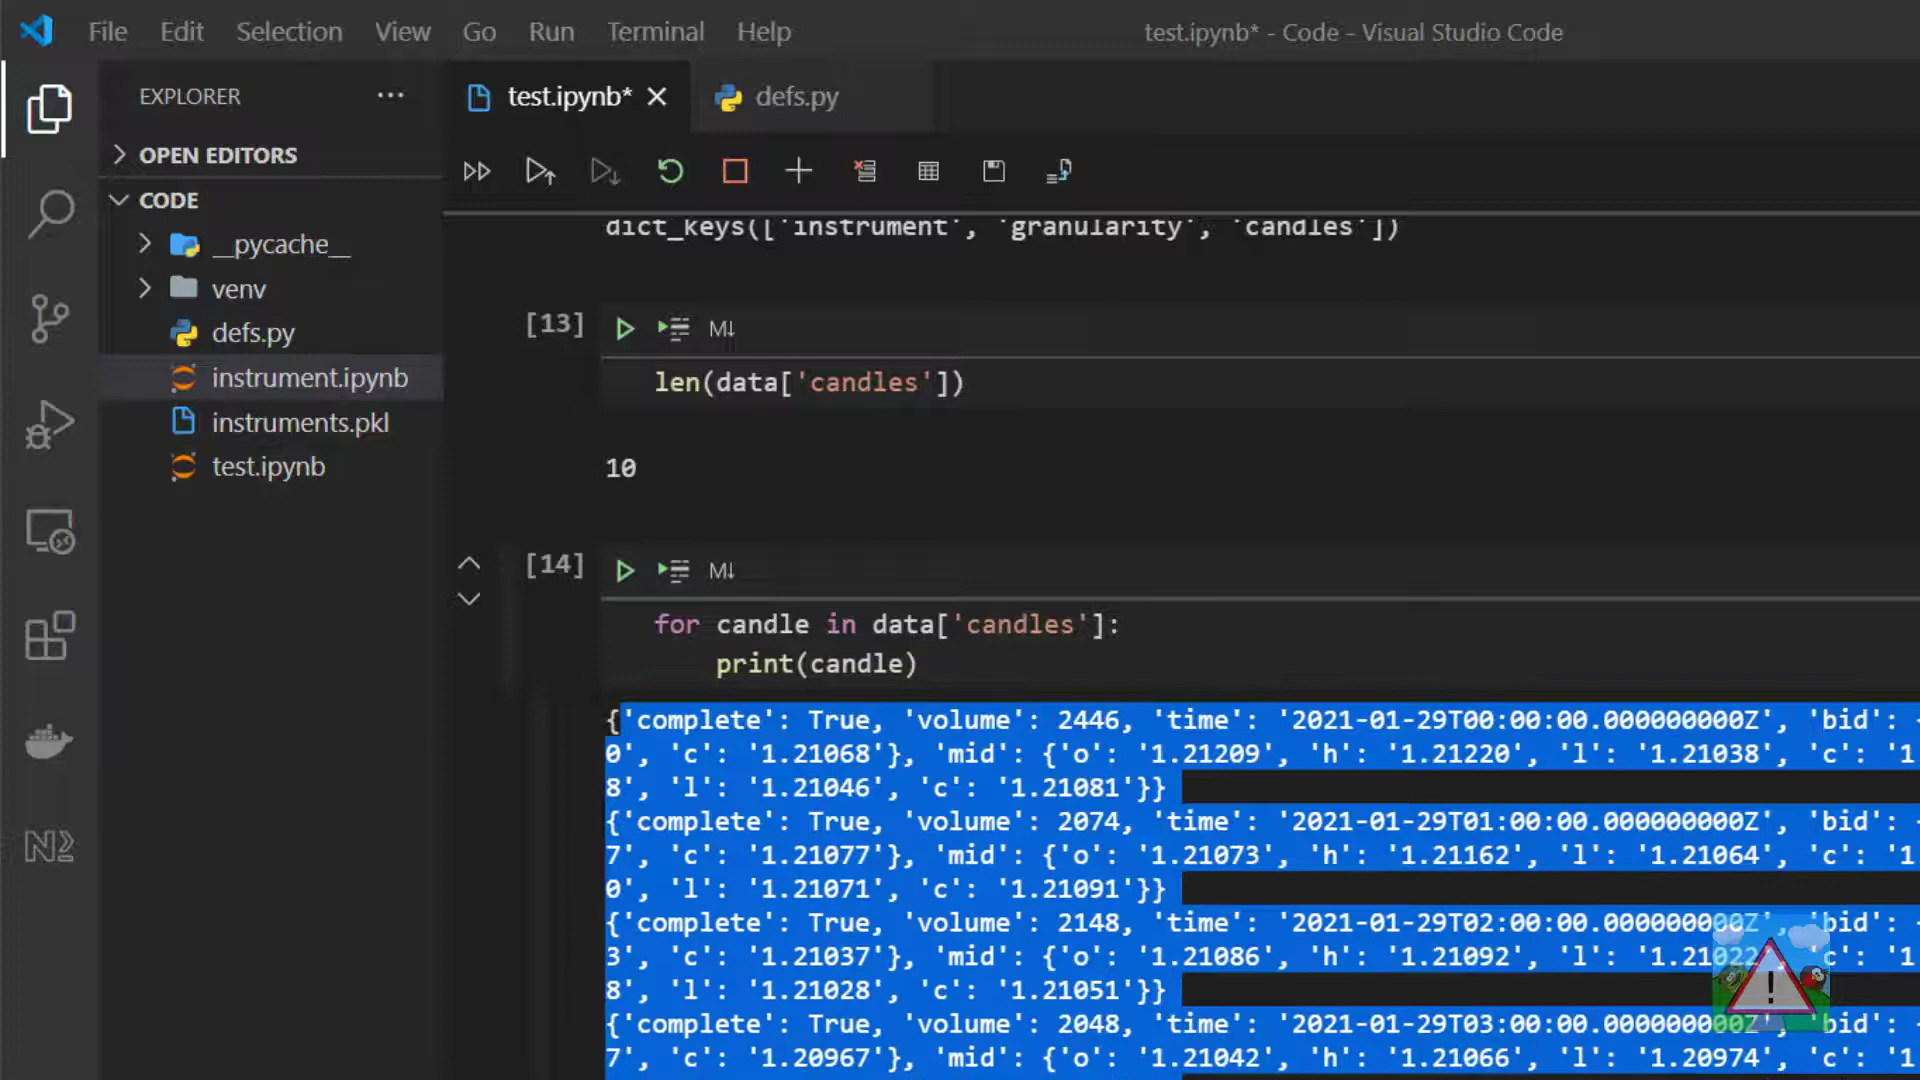 File Edit Selection View Go Run Terminal Help test.ipynb* - Code - Visual Studio Code
EXPLORER ···
OPEN EDITORS
CODE
__pycache__
venv
defs.py
instrument.ipynb
instruments.pkl
test.ipynb
test.ipynb* defs.py
dict_keys(['instrument', 'granularity', 'candles'])
[13] M↓
len(data['candles'])
10
[14] M↓
for candle in data['candles']:
print(candle)
{'complete': True, 'volume': 2446, 'time': '2021-01-29T00:00:00.000000000Z', 'bid':
0', 'c': '1.21068'}, 'mid': {'o': '1.21209', 'h': '1.21220', 'l': '1.21038', 'c': '1
8', 'l': '1.21046', 'c': '1.21081'}}
{'complete': True, 'volume': 2074, 'time': '2021-01-29T01:00:00.000000000Z', 'bid':
7', 'c': '1.21077'}, 'mid': {'o': '1.21073', 'h': '1.21162', 'l': '1.21064', 'c': '1
0', 'l': '1.21071', 'c': '1.21091'}}
{'complete': True, 'volume': 2148, 'time': '2021-01-29T02:00:00.000000000Z', 'bid':
3', 'c': '1.21037'}, 'mid': {'o': '1.21086', 'h': '1.21092', 'l': '1.21022', 'c': '1
8', 'l': '1.21028', 'c': '1.21051'}}
{'complete': True, 'volume': 2048, 'time': '2021-01-29T03:00:00.000000000Z', 'bid':
7', 'c': '1.20967'}, 'mid': {'o': '1.21042', 'h': '1.21066', 'l': '1.20974', 'c': '1